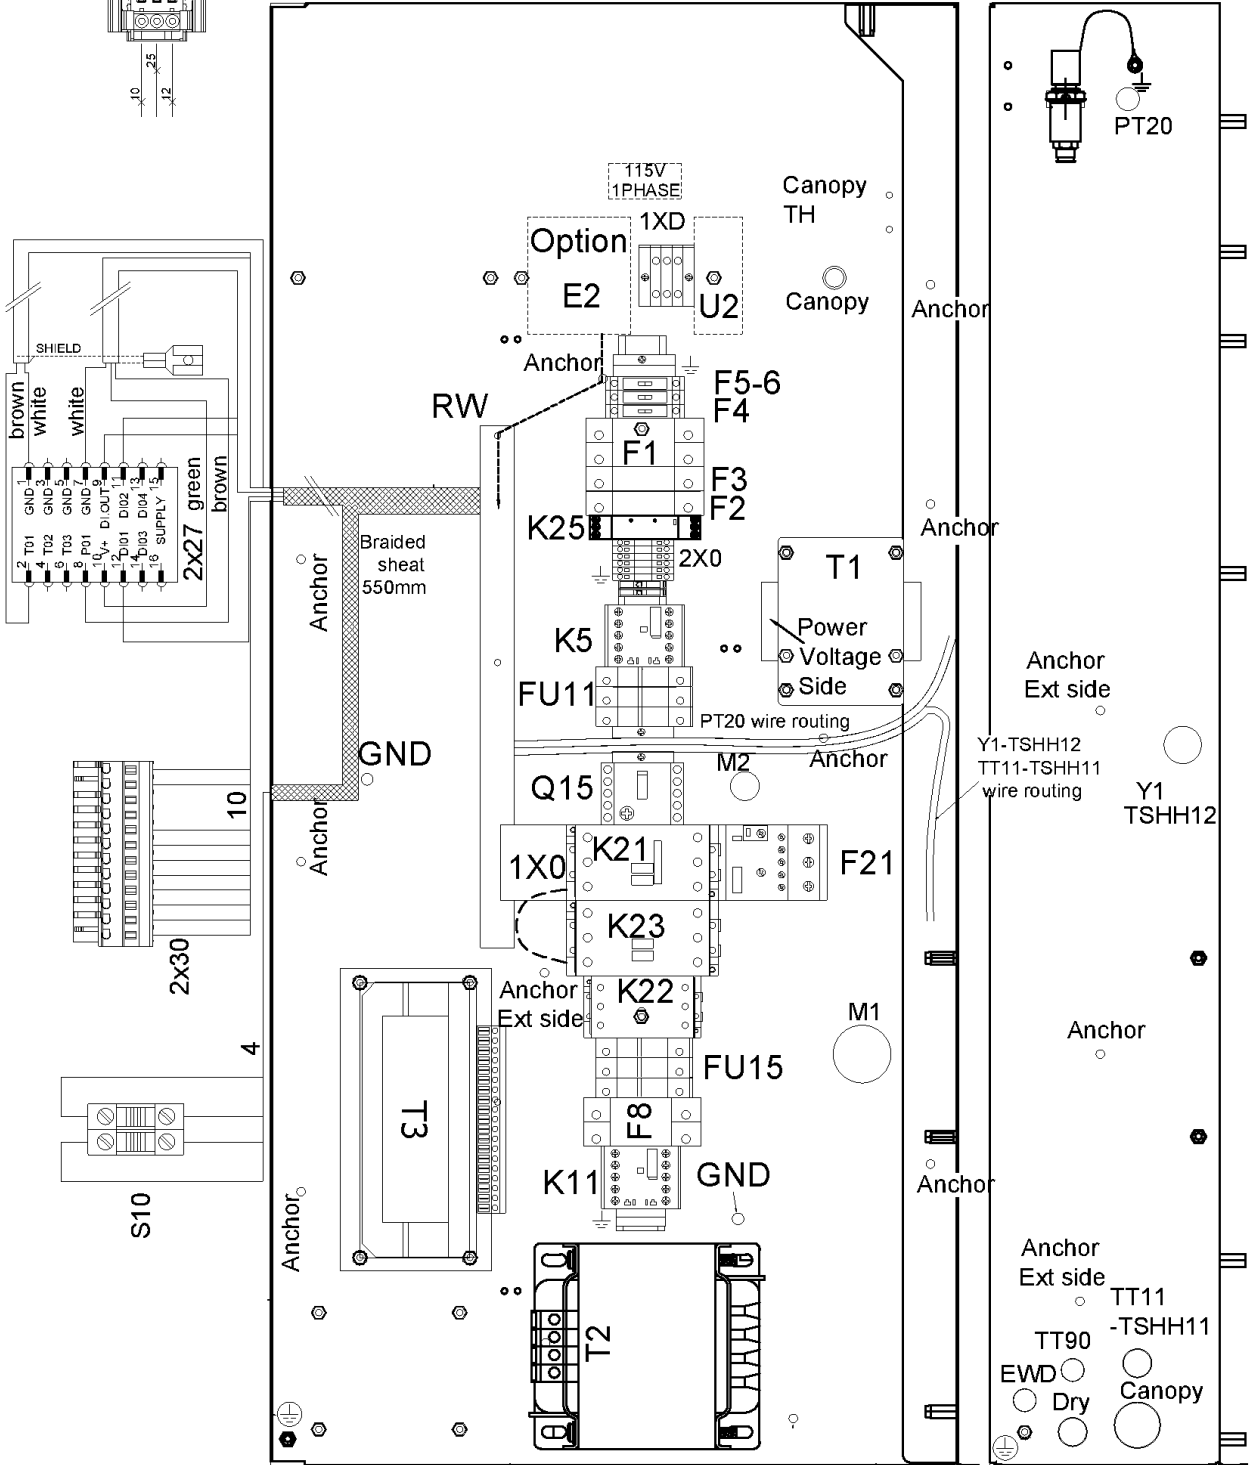 25
10
12
PT20
115V
1PHASE
Canopy
TH
1XD
Option
E2
U2
Canopy
Anchor
SHIELD
Anchor
F5-6
F4
brown
white
white
RW
F1
F3
F2
GND 1
GND 3
GND 5
GND 7
DI.OUT 9
DI02 11
DI04 13
SUPPLY 15
2 T01
4 T02
6 T03
8 P01
10 V+
12 DI01
14 DI03
16
2x27
green
brown
K25
Anchor
Braided
sheat
550mm
2X0
T1
Anchor
K5
Power
Voltage
Side
Anchor
Ext side
FU11
PT20 wire routing
GND
M2
Anchor
Y1-TSHH12
TT11-TSHH11
wire routing
Q15
Y1
TSHH12
10
Anchor
K21
1X0
F21
K23
2x30
Anchor
Ext side
K22
M1
Anchor
4
FU15
T3
F8
K11
GND
Anchor
S10
Anchor
Anchor
Ext side
TT11
-TSHH11
T2
TT90
EWD
Dry
Canopy